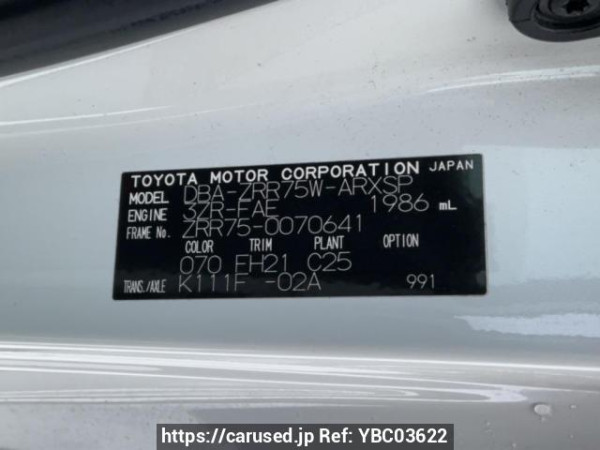 TOYOTA MOTOR CORPORATION JAPAN
MODEL DBA-ZRR75W-ARXSP
ENGINE 3ZR-FAE 1986 mL
FRAME No. ZRR75-0070641
COLOR TRIM PLANT OPTION
070 FH21 C25
TRANS./AXLE K111F -02A 991
https://carused.jp Ref: YBC03622